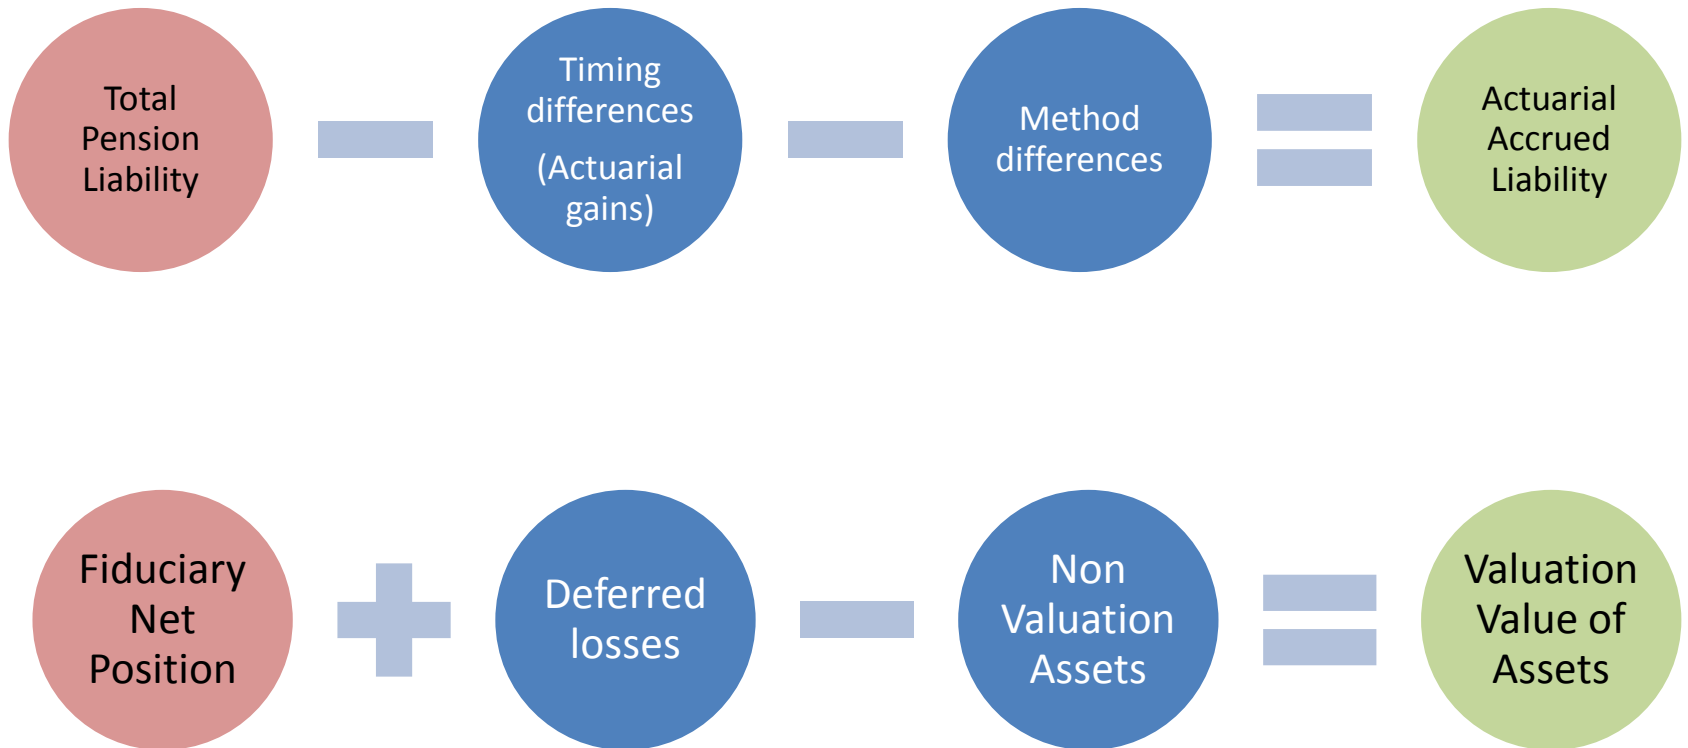 Total
Pension
Liability
Timing
differences
(Actuarial
gains)
Method
differences
Actuarial
Accrued
Liability
Fiduciary
Net
Position
Deferred
losses
Non
Valuation
Assets
Valuation
Value of
Assets